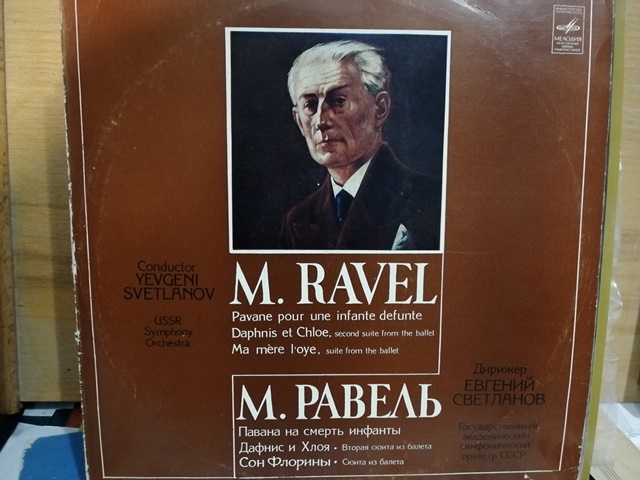 МЕЛОДИЯ
Conductor
YEVGENI
SVETLANOV
USSR
Symphony
Orchestra
M. RAVEL
Pavane pour une infante defunte
Daphnis et Chloe, second suite from the ballet
Ma mère l'oye, suite from the ballet
М. РАВЕЛЬ
Павана на смерть инфанты
Дафнис и Хлоя • Вторая сюита из балета
Сон Флорины • Сюита из балета
Дирижер
ЕВГЕНИЙ
СВЕТЛАНОВ
Государственный
академический
симфонический
оркестр СССР